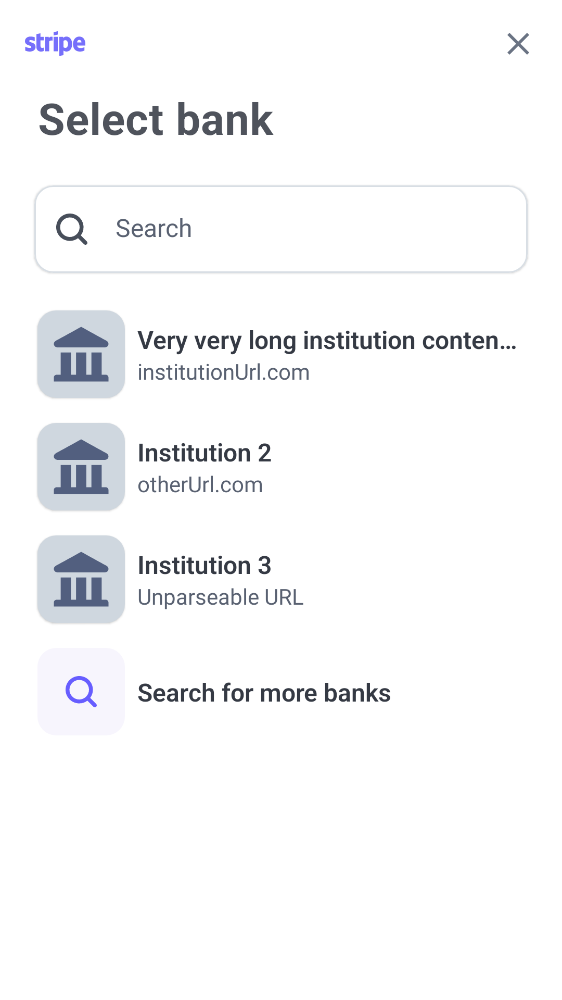 stripe
Select bank
Search
Very very long institution conten...
institutionUrl.com
Institution 2
otherUrl.com
Institution 3
Unparseable URL
Search for more banks